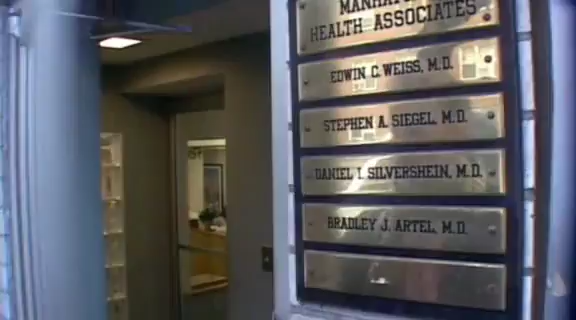 HEALTH ASSOCIATES
EDWIN C. WEISS, M.D.
STEPHEN A. SIEGEL, M.D.
DANIEL I. SILVERSHEIN, M.D.
BRADLEY J. ARTEL, M.D.